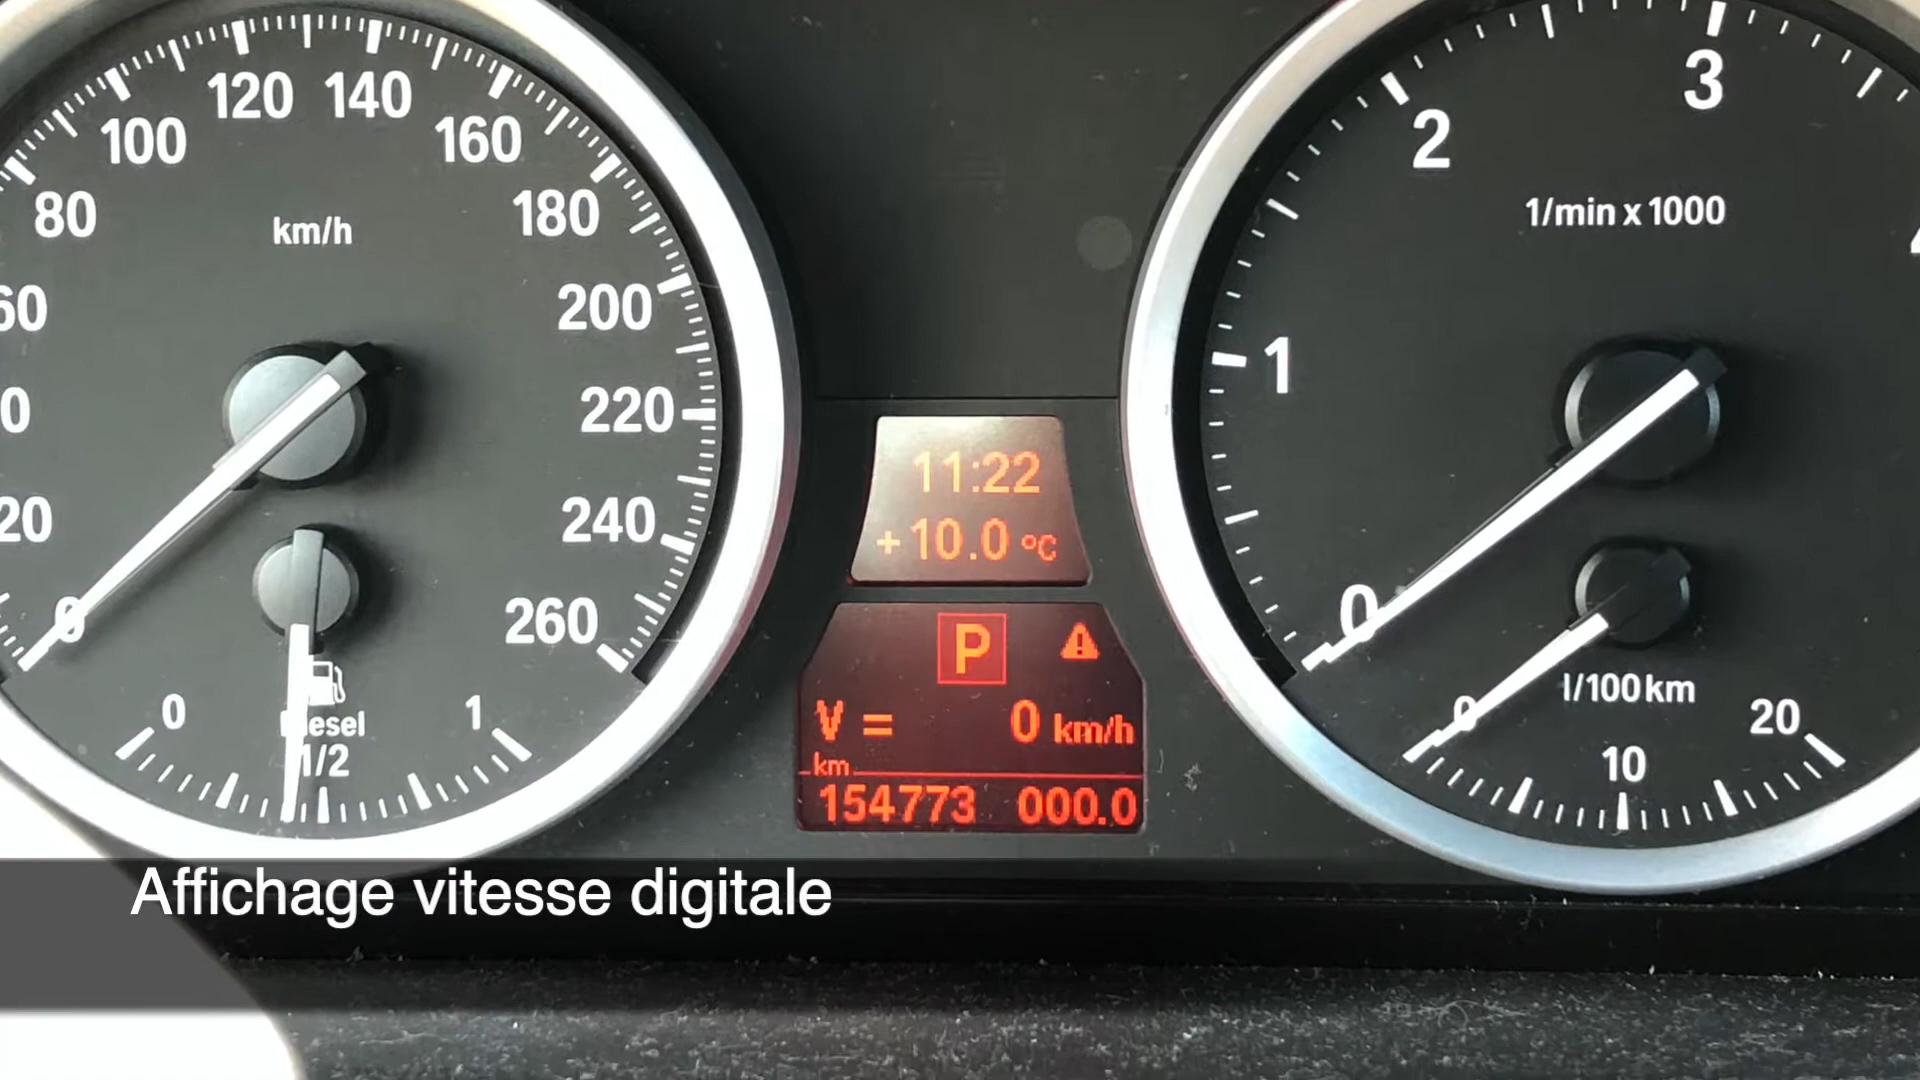 120 140
100 160
80 180
km/h
60 200
0 220
20 240
0 260
Diesel
0 1/2 1
11:22
+10.0 °C
P
V = 0 km/h
km
154773 000.0
3
2
1/min x 1000
1
0
l/100 km
0 10 20
Affichage vitesse digitale